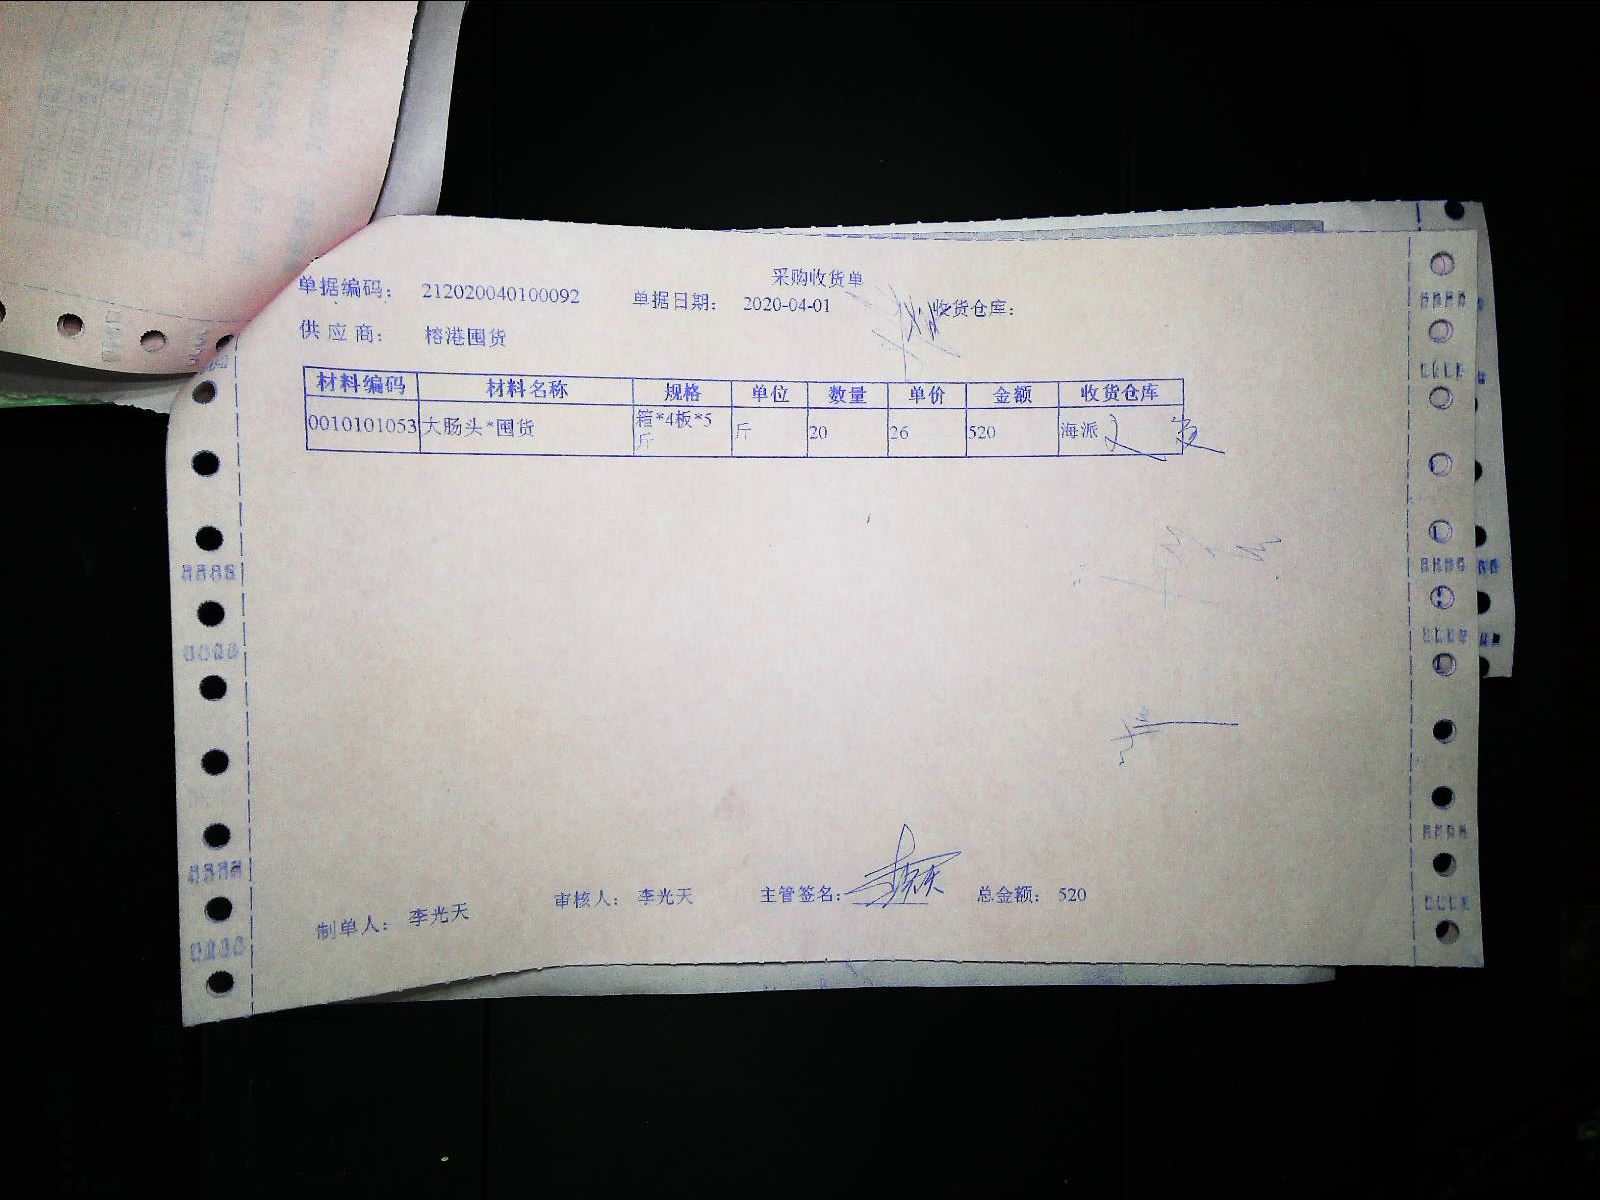 采购收货单
单据编码： 212020040100092 单据日期： 2020-04-01 收货仓库：
供应商： 榕港囤货
材料编码 材料名称 规格 单位 数量 单价 金额 收货仓库
0010101053 大肠头*囤货 箱*4板*5斤 斤 20 26 520 海派
制单人： 李光天 审核人： 李光天 主管签名： 总金额： 520